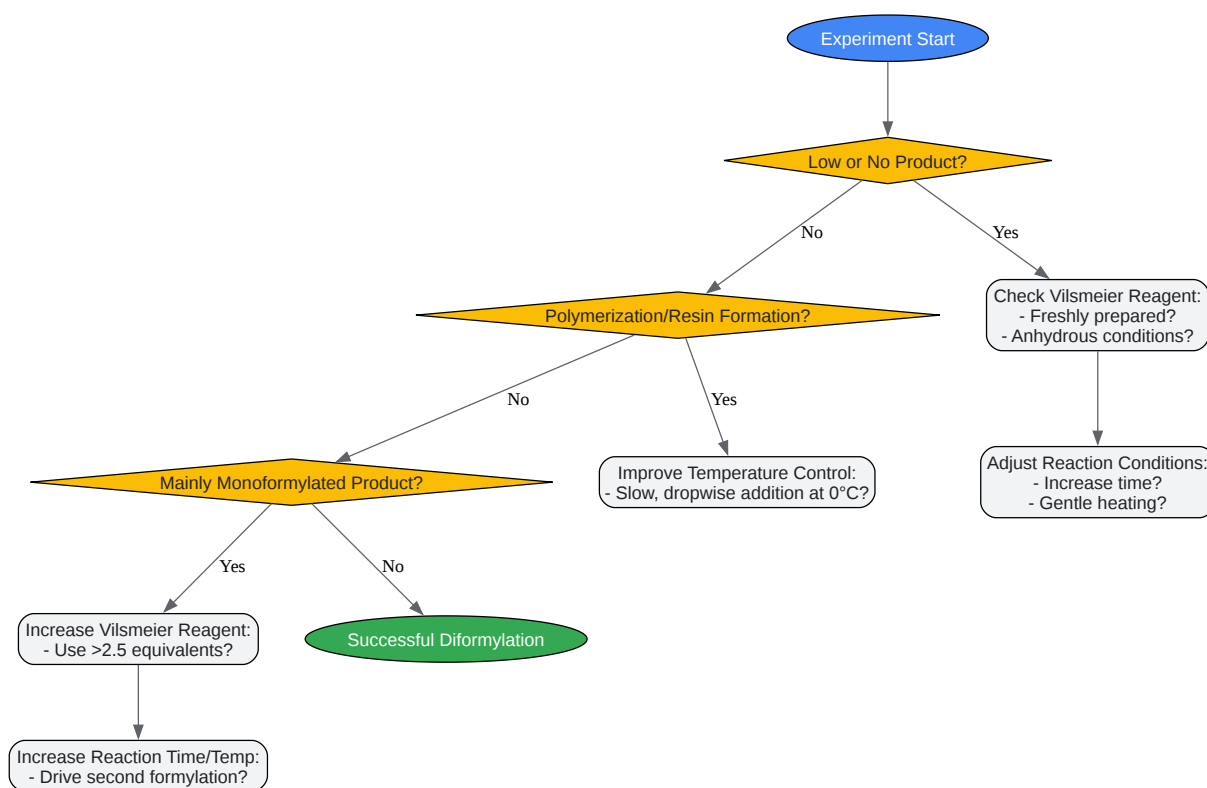 Experiment Start
Low or No Product?
No
Yes
Check Vilsmeier Reagent:
- Freshly prepared?
- Anhydrous conditions?
Polymerization/Resin Formation?
No
Yes
Adjust Reaction Conditions:
- Increase time?
- Gentle heating?
Improve Temperature Control:
- Slow, dropwise addition at 0°C?
Mainly Monoformylated Product?
Yes
No
Increase Vilsmeier Reagent:
- Use >2.5 equivalents?
Successful Diformylation
Increase Reaction Time/Temp:
- Drive second formylation?